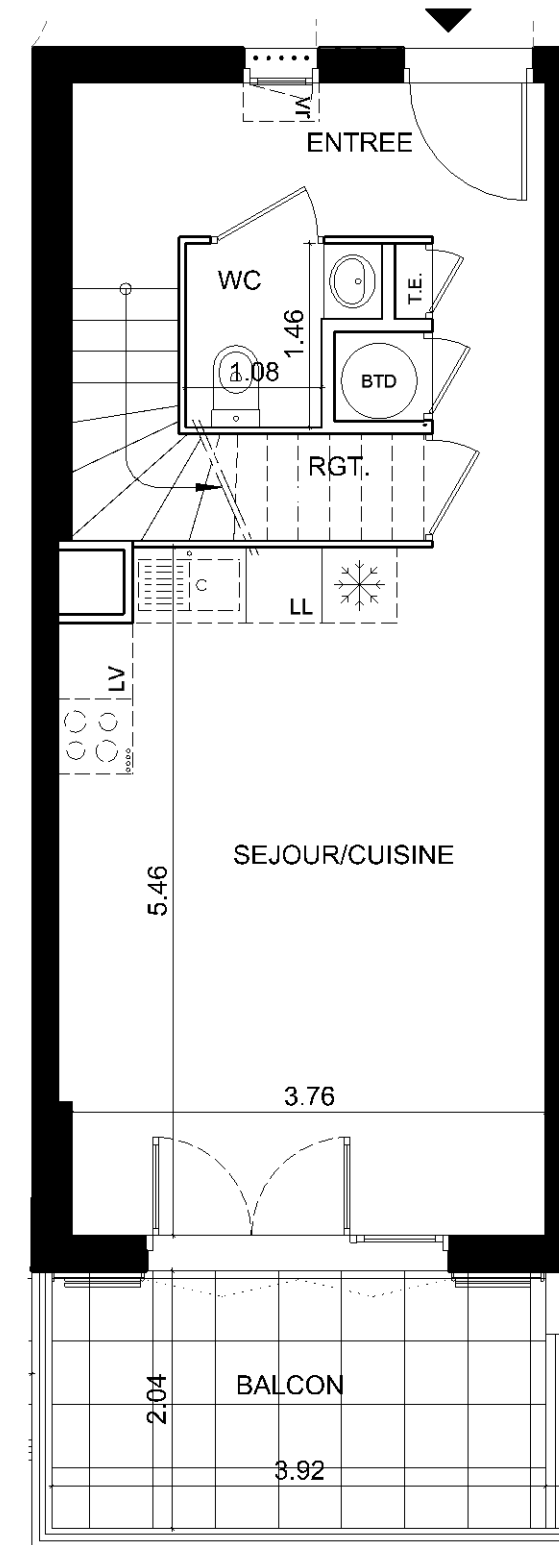 Vr
ENTREE
WC
T.E.
1.46
1.08
BTD
RGT.
C
LL
LV
SEJOUR/CUISINE
5.46
3.76
BALCON
2.04
3.92